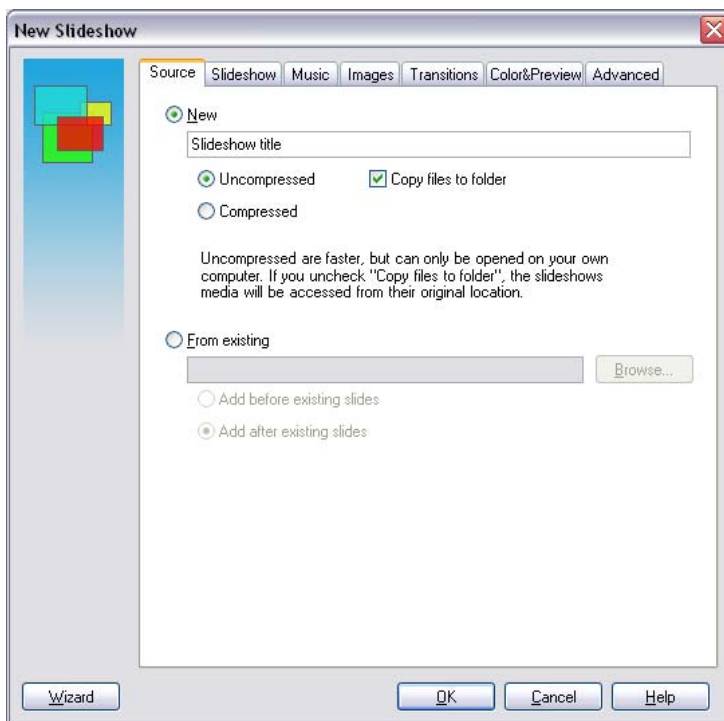 New Slideshow
Source Slideshow Music Images Transitions Color&Preview Advanced
New
Slideshow title
Uncompressed Copy files to folder
Compressed
Uncompressed are faster, but can only be opened on your own
computer. If you uncheck "Copy files to folder", the slideshows
media will be accessed from their original location.
From existing
Browse...
Add before existing slides
Add after existing slides
Wizard OK Cancel Help